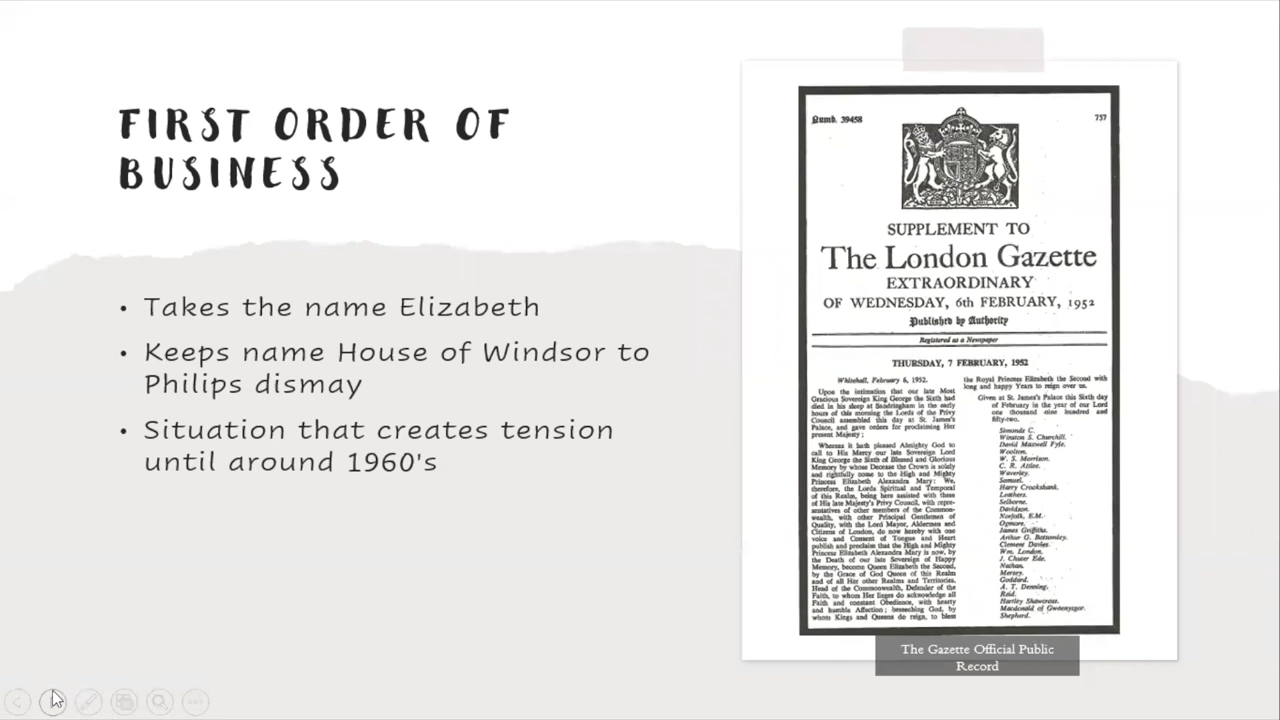 FIRST ORDER OF
BUSINESS
• Takes the name Elizabeth
• Keeps name House of Windsor to
Philips dismay
• Situation that creates tension
until around 1960's
Numb. 39458
757
SUPPLEMENT TO
The London Gazette
EXTRAORDINARY
OF WEDNESDAY, 6th FEBRUARY, 1952
Published by Authority
Registered as a Newspaper
THURSDAY, 7 FEBRUARY, 1952
Whitehall, February 6, 1952.
Upon the intimation that our late Most
Gracious Sovereign King George the Sixth had
died in his sleep at Sandringham in the early
hours of this morning the Lords of the Privy
Council assembled this day at St. James's
Palace, and gave orders for proclaiming Her
present Majesty;
Whereas it hath pleased Almighty God to
call to His Mercy our late Sovereign Lord
King George the Sixth of Blessed and Glorious
Memory by whose Decease the Crown is solely
and rightfully come to the High and Mighty
Princess Elizabeth Alexandra Mary: We,
therefore, the Lords Spiritual and Temporal
of this Realm, being here assisted with these
of His late Majesty's Privy Council, with repre-
sentatives of other members of the Common-
wealth, with other Principal Gentlemen of
Quality, with the Lord Mayor, Aldermen and
Citizens of London, do now hereby with one
voice and Consent of Tongue and Heart
publish and proclaim that the High and Mighty
Princess Elizabeth Alexandra Mary is now, by
the Death of our late Sovereign of Happy
Memory, become Queen Elizabeth the Second,
by the Grace of God Queen of this Realm
and of all Her other Realms and Territories,
Head of the Commonwealth, Defender of the
Faith, to whom Her lieges do acknowledge all
Faith and constant Obedience, with hearty
and humble Affection; beseeching God, by
whom Kings and Queens do reign, to bless
the Royal Princess Elizabeth the Second with
long and happy Years to reign over us.
Given at St. James's Palace this Sixth day
of February in the year of our Lord
one thousand nine hundred and
fifty-two.
Simonds C.
Winston S. Churchill.
David Maxwell Fyfe.
Woolton.
W. S. Morrison.
C. R. Attlee.
Waverley.
Samuel.
Harry Crookshank.
Leathers.
Selborne.
Davidson.
Norfolk, E.M.
Ogmore.
James Griffiths.
Arthur G. Bottomley.
Clement Davies.
Wm. London.
J. Chuter Ede.
Nathan.
Mersey.
Goddard.
A. T. Denning.
Reid.
Hartley Shawcross.
Macdonald of Gwaenysgor.
Shepherd.
The Gazette Official Public
Record